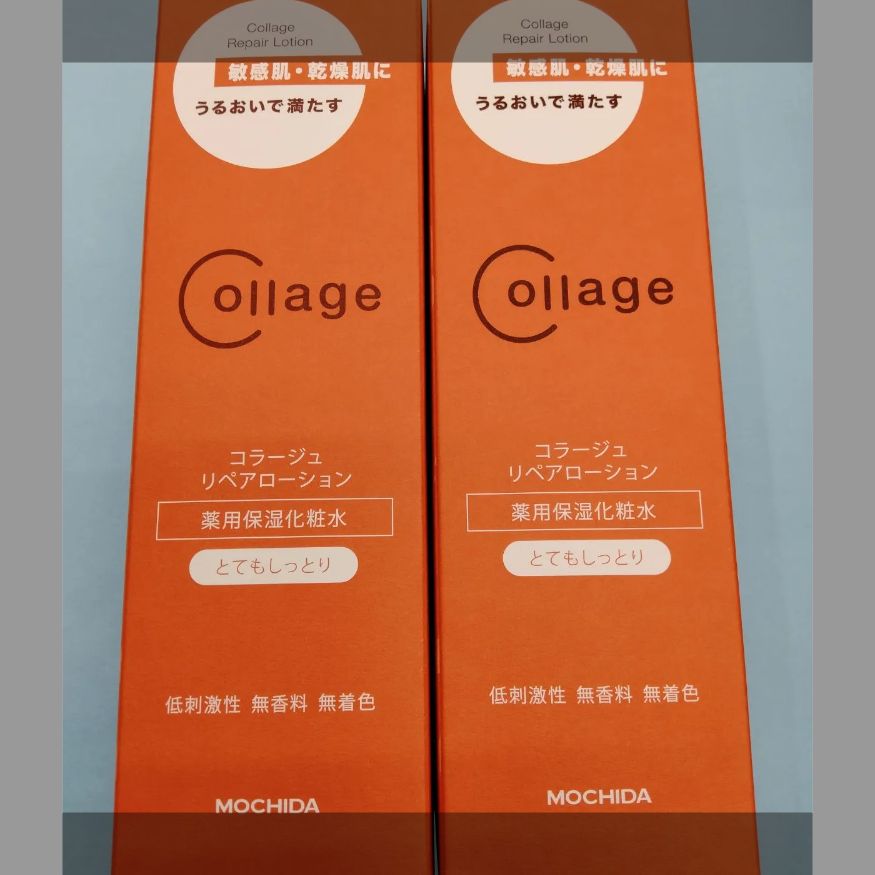 Collage
Repair Lotion
敏感肌・乾燥肌に
うるおいで満たす
Collage
コラージュ
リペアローション
薬用保湿化粧水
とてもしっとり
低刺激性 無香料 無着色
MOCHIDA
Collage
Repair Lotion
敏感肌・乾燥肌に
うるおいで満たす
Collage
コラージュ
リペアローション
薬用保湿化粧水
とてもしっとり
低刺激性 無香料 無着色
MOCHIDA